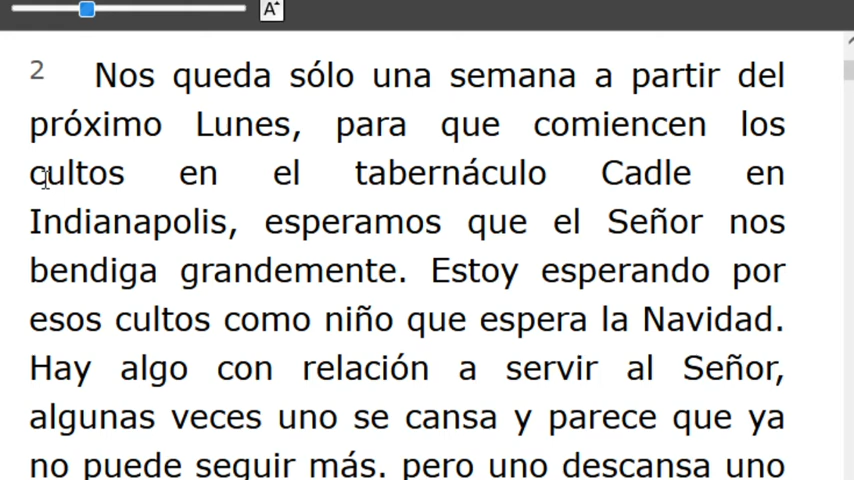 A
2 Nos queda sólo una semana a partir del
próximo Lunes, para que comiencen los
cultos en el tabernáculo Cadle en
Indianapolis, esperamos que el Señor nos
bendiga grandemente. Estoy esperando por
esos cultos como niño que espera la Navidad.
Hay algo con relación a servir al Señor,
algunas veces uno se cansa y parece que ya
no puede seguir más. pero uno descansa uno